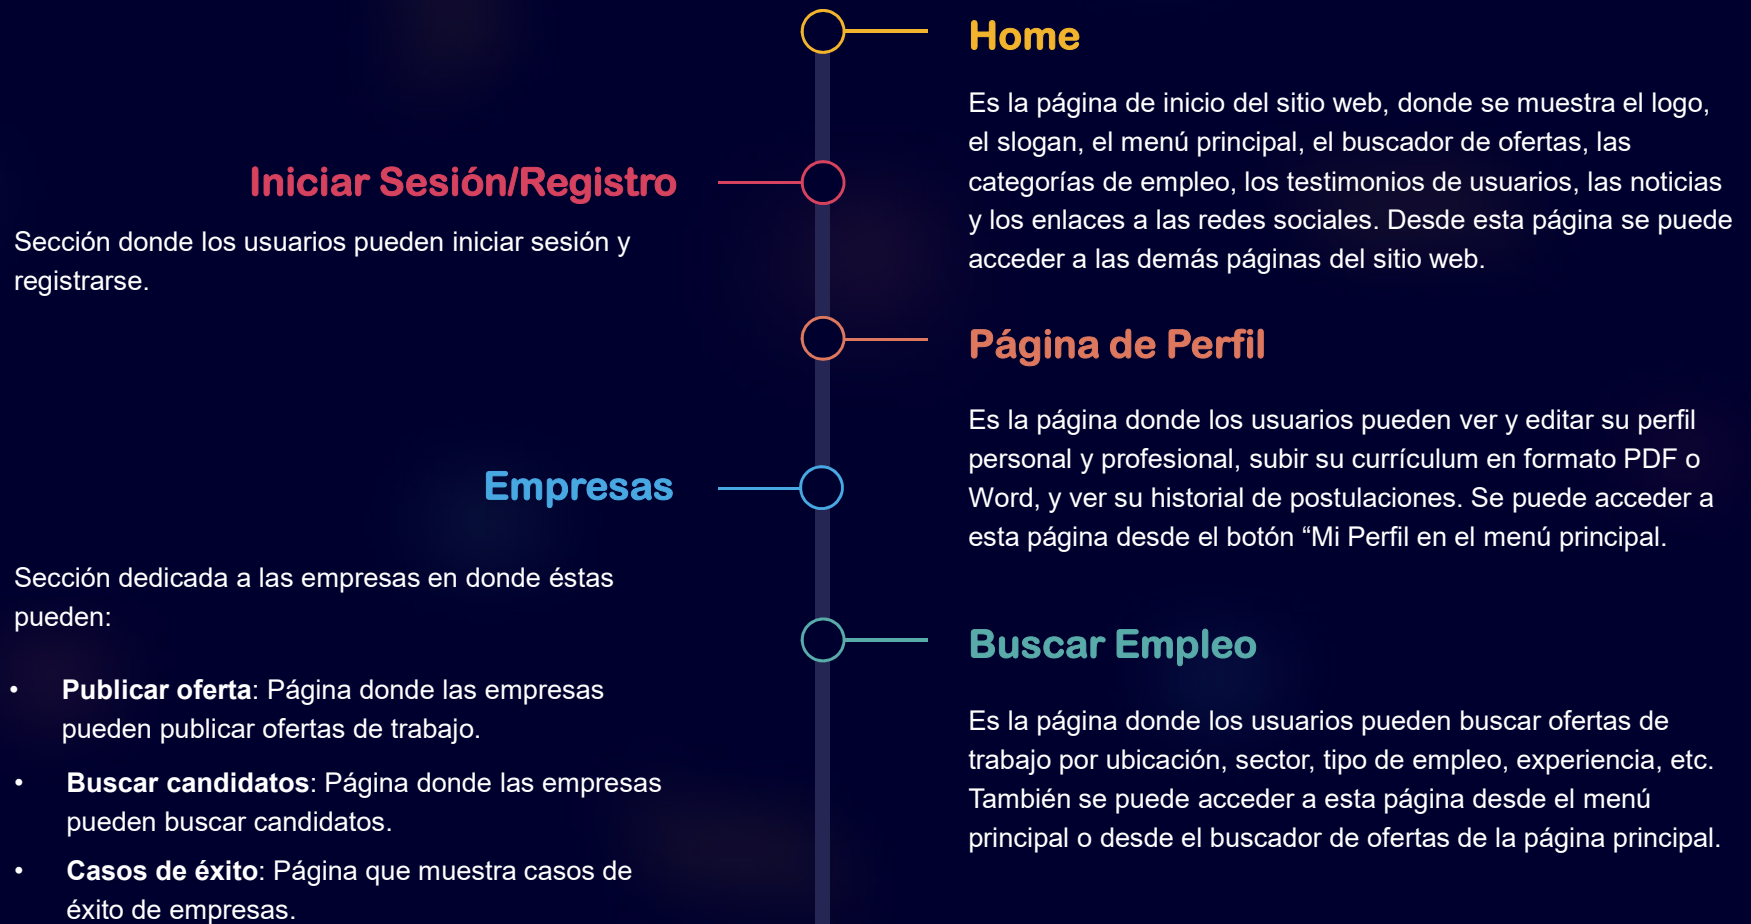 Home
Es la página de inicio del sitio web, donde se muestra el logo,
el slogan, el menú principal, el buscador de ofertas, las
categorías de empleo, los testimonios de usuarios, las noticias
y los enlaces a las redes sociales. Desde esta página se puede
acceder a las demás páginas del sitio web.
Iniciar Sesión/Registro
Sección donde los usuarios pueden iniciar sesión y
registrarse.
Página de Perfil
Es la página donde los usuarios pueden ver y editar su perfil
personal y profesional, subir su currículum en formato PDF o
Word, y ver su historial de postulaciones. Se puede acceder a
esta página desde el botón “Mi Perfil en el menú principal.
Empresas
Sección dedicada a las empresas en donde éstas
pueden:
• Publicar oferta: Página donde las empresas
pueden publicar ofertas de trabajo.
• Buscar candidatos: Página donde las empresas
pueden buscar candidatos.
• Casos de éxito: Página que muestra casos de
éxito de empresas.
Buscar Empleo
Es la página donde los usuarios pueden buscar ofertas de
trabajo por ubicación, sector, tipo de empleo, experiencia, etc.
También se puede acceder a esta página desde el menú
principal o desde el buscador de ofertas de la página principal.